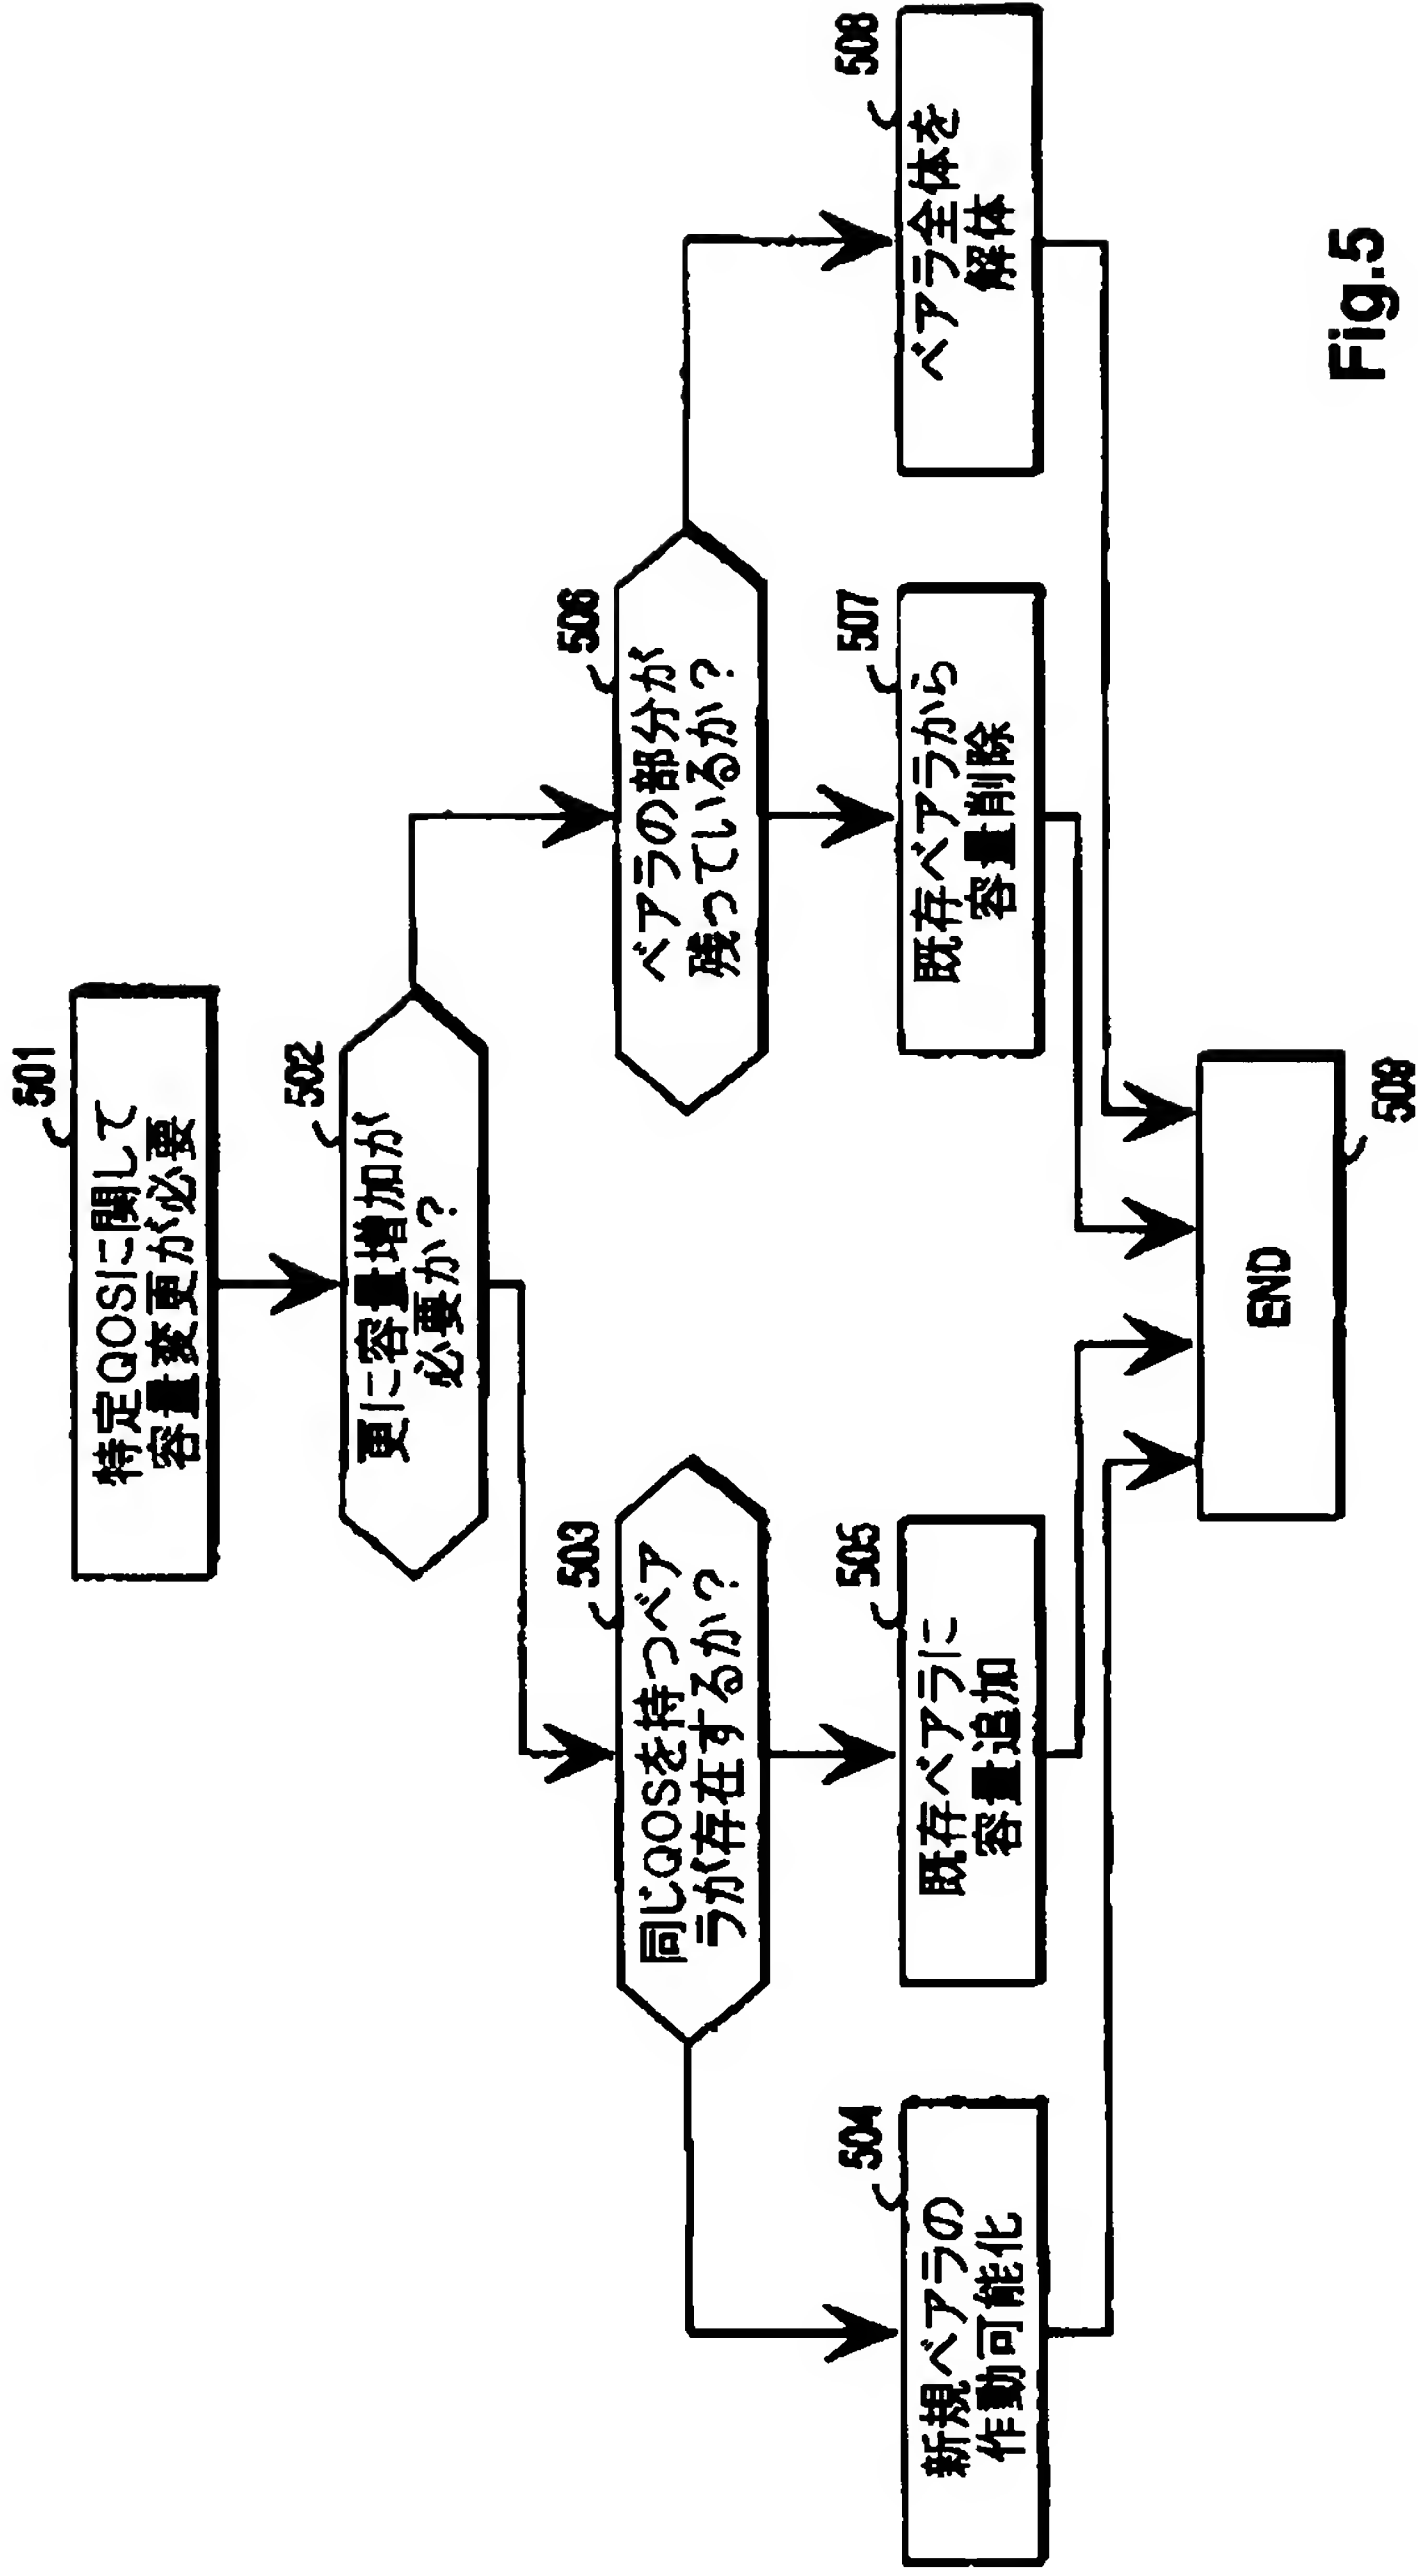 501
特定QOSに関して
容量変更が必要
502
更に容量増加が
必要か?
503
同じQOSを持つベア
ラが存在するか?
506
ベアラの部分が
残っているか?
504
新規ベアラの
作動可能化
505
既存ベアラに
容量追加
507
既存ベアラから
容量削除
508
ベアラ全体を
解体
END
509
Fig.5